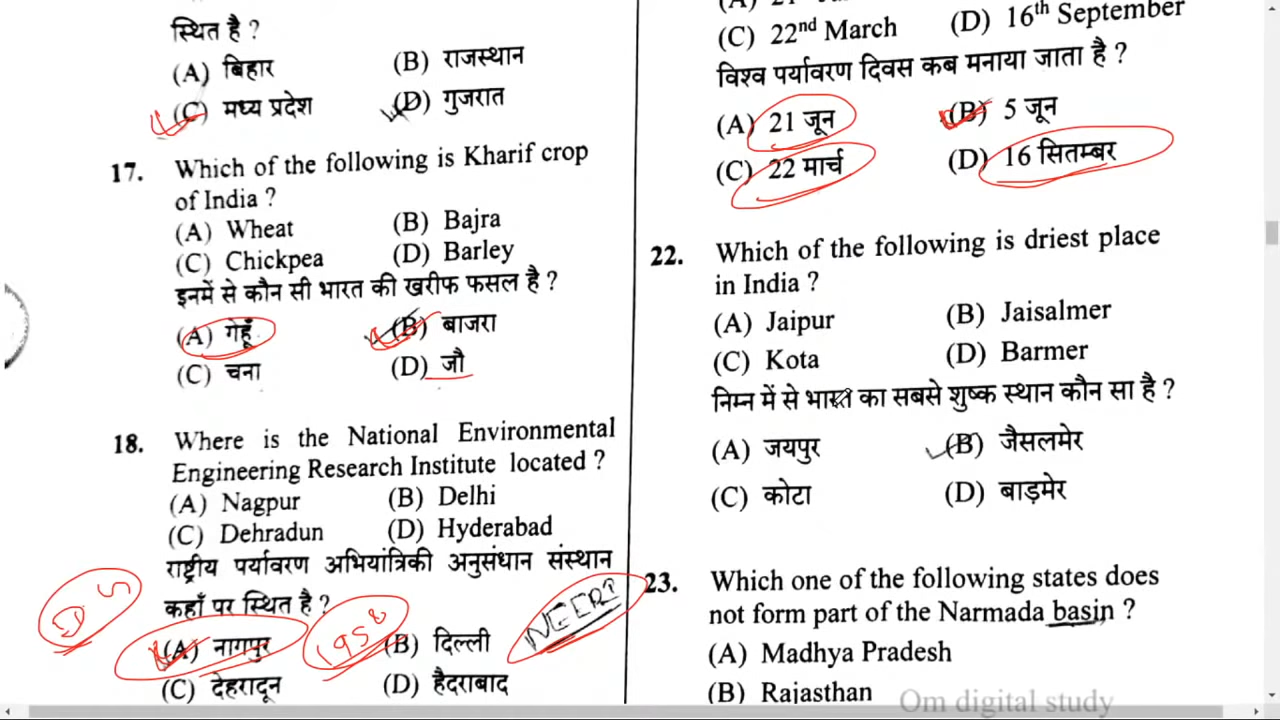 स्थित है ?
(A) बिहार (B) राजस्थान
(C) मध्य प्रदेश (D) गुजरात
17. Which of the following is Kharif crop
of India ?
(A) Wheat (B) Bajra
(C) Chickpea (D) Barley
इनमें से कौन सी भारत की खरीफ फसल है ?
(A) गेहूँ (B) बाजरा
(C) चना (D) जौ
18. Where is the National Environmental
Engineering Research Institute located ?
(A) Nagpur (B) Delhi
(C) Dehradun (D) Hyderabad
राष्ट्रीय पर्यावरण अभियांत्रिकी अनुसंधान संस्थान
कहाँ पर स्थित है ?
1958
NEERI
(A) नागपुर (B) दिल्ली
(C) देहरादून (D) हैदराबाद
(C) 22nd March (D) 16th September
विश्व पर्यावरण दिवस कब मनाया जाता है ?
(A) 21 जून (B) 5 जून
(C) 22 मार्च (D) 16 सितम्बर
22. Which of the following is driest place
in India ?
(A) Jaipur (B) Jaisalmer
(C) Kota (D) Barmer
निम्न में से भारत का सबसे शुष्क स्थान कौन सा है ?
(A) जयपुर (B) जैसलमेर
(C) कोटा (D) बाड़मेर
23. Which one of the following states does
not form part of the Narmada basin ?
(A) Madhya Pradesh
(B) Rajasthan
Om digital study